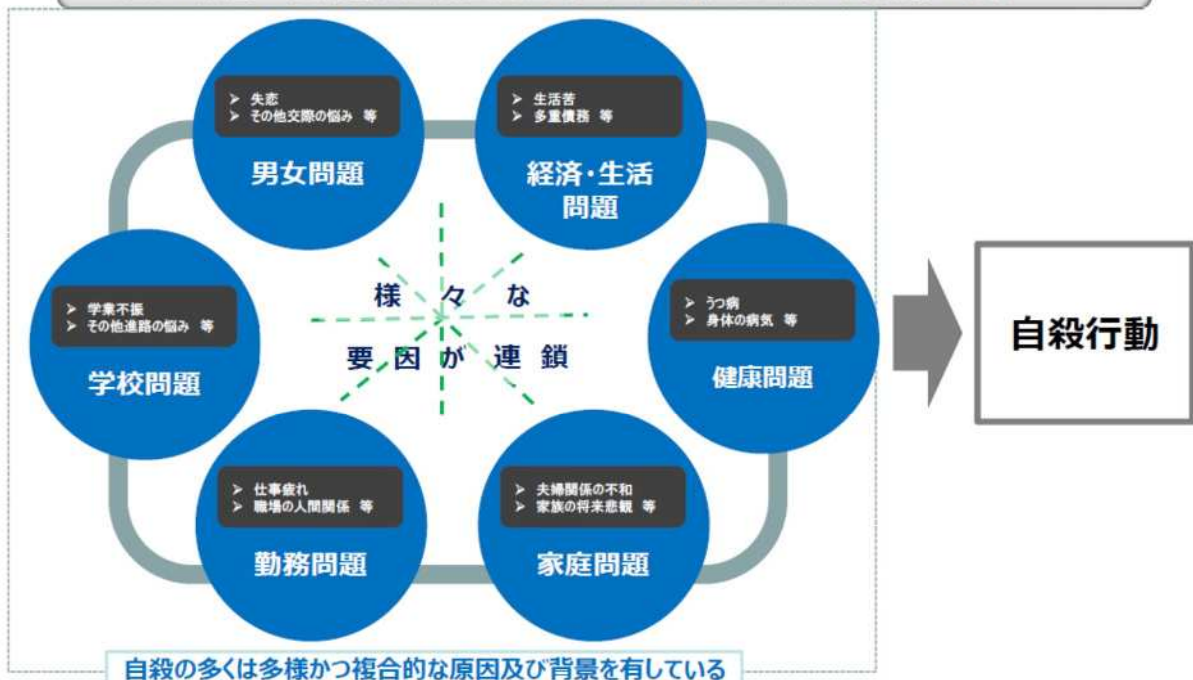 ➢ 失恋
➢ その他交際の悩み 等
男女問題
➢ 生活苦
➢ 多重債務 等
経済・生活
問題
➢ 学業不振
➢ その他進路の悩み 等
学校問題
様々な
要因が連鎖
➢ うつ病
➢ 身体の病気 等
健康問題
自殺行動
➢ 仕事疲れ
➢ 職場の人間関係 等
勤務問題
➢ 夫婦関係の不和
➢ 家族の将来悲観 等
家庭問題
自殺の多くは多様かつ複合的な原因及び背景を有している